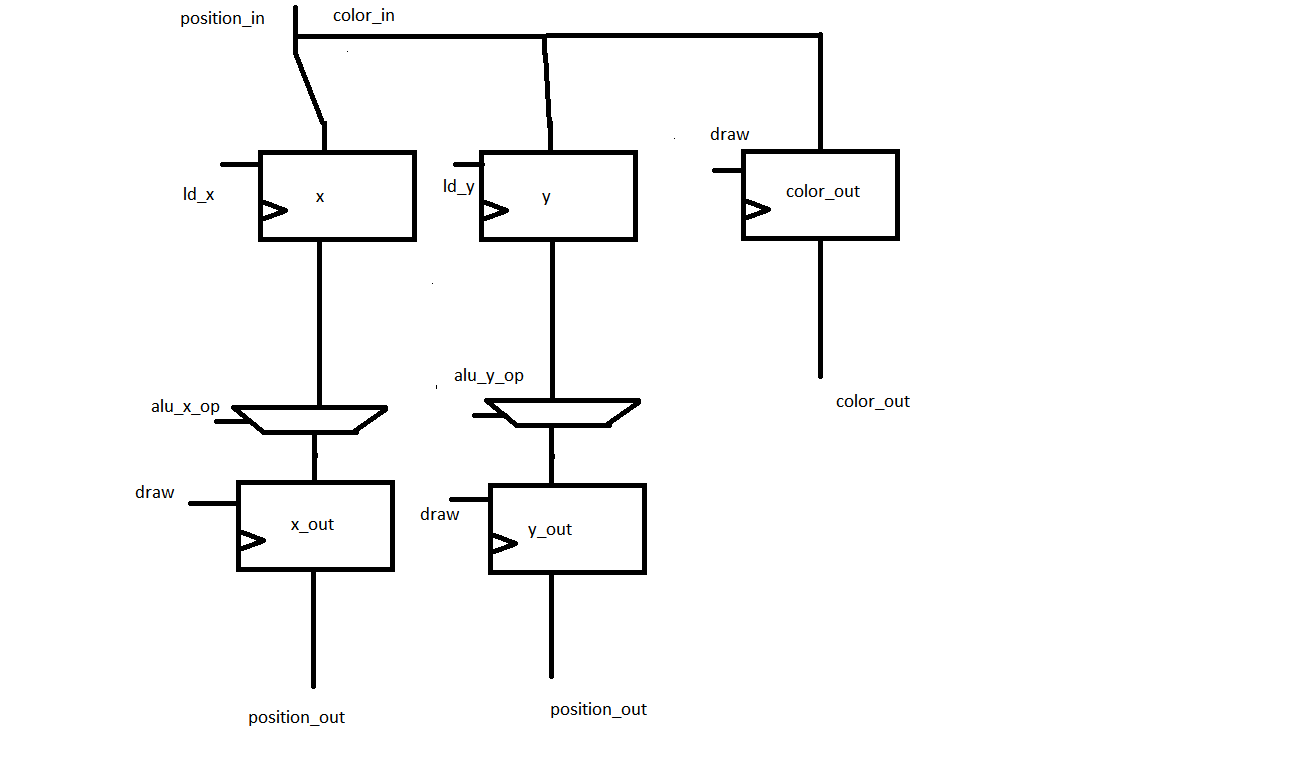 position_in
color_in
draw
ld_x
x
ld_y
y
color_out
alu_x_op
alu_y_op
color_out
draw
x_out
draw
y_out
position_out
position_out